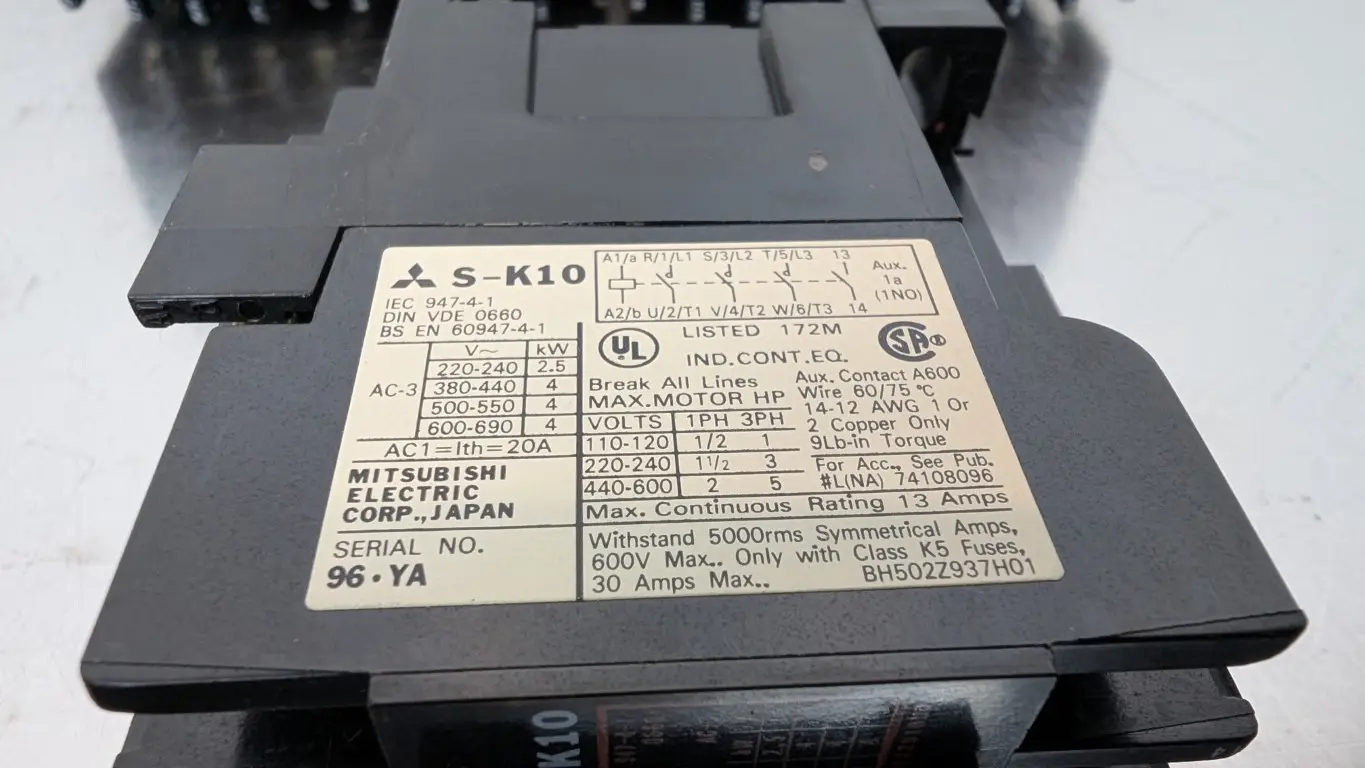 S-K10
IEC 947-4-1
DIN VDE 0660
BS EN 60947-4-1
A1/a R/1/L1 S/3/L2 T/5/L3 13
Aux.
1a
(1NO)
A2/b U/2/T1 V/4/T2 W/6/T3 14
V~ kW
AC-3
220-240 2.5
380-440 4
500-550 4
600-690 4
AC1=Ith=20A
MITSUBISHI
ELECTRIC
CORP.,JAPAN
SERIAL NO.
96・YA
UL
LISTED 172M
IND.CONT.EQ.
SA®
Break All Lines
MAX.MOTOR HP
VOLTS 1PH 3PH
110-120 1/2 1
220-240 1 1/2 3
440-600 2 5
Aux. Contact A600
Wire 60/75 °C
14-12 AWG 1 Or
2 Copper Only
9Lb-in Torque
For Acc., See Pub.
#L(NA) 74108096
Max. Continuous Rating 13 Amps
Withstand 5000rms Symmetrical Amps,
600V Max.. Only with Class K5 Fuses,
30 Amps Max..
BH502Z937H01
K10